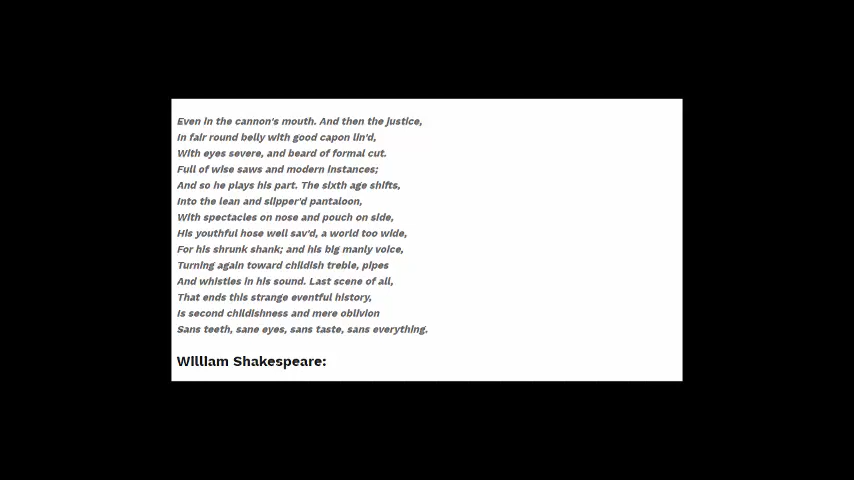 Even in the cannon's mouth. And then the justice,
In fair round belly with good capon lin'd,
With eyes severe, and beard of formal cut.
Full of wise saws and modern instances;
And so he plays his part. The sixth age shifts,
Into the lean and slipper'd pantaloon,
With spectacles on nose and pouch on side,
His youthful hose well sav'd, a world too wide,
For his shrunk shank; and his big manly voice,
Turning again toward childish treble, pipes
And whistles in his sound. Last scene of all,
That ends this strange eventful history,
Is second childishness and mere oblivion
Sans teeth, sane eyes, sans taste, sans everything.
William Shakespeare: